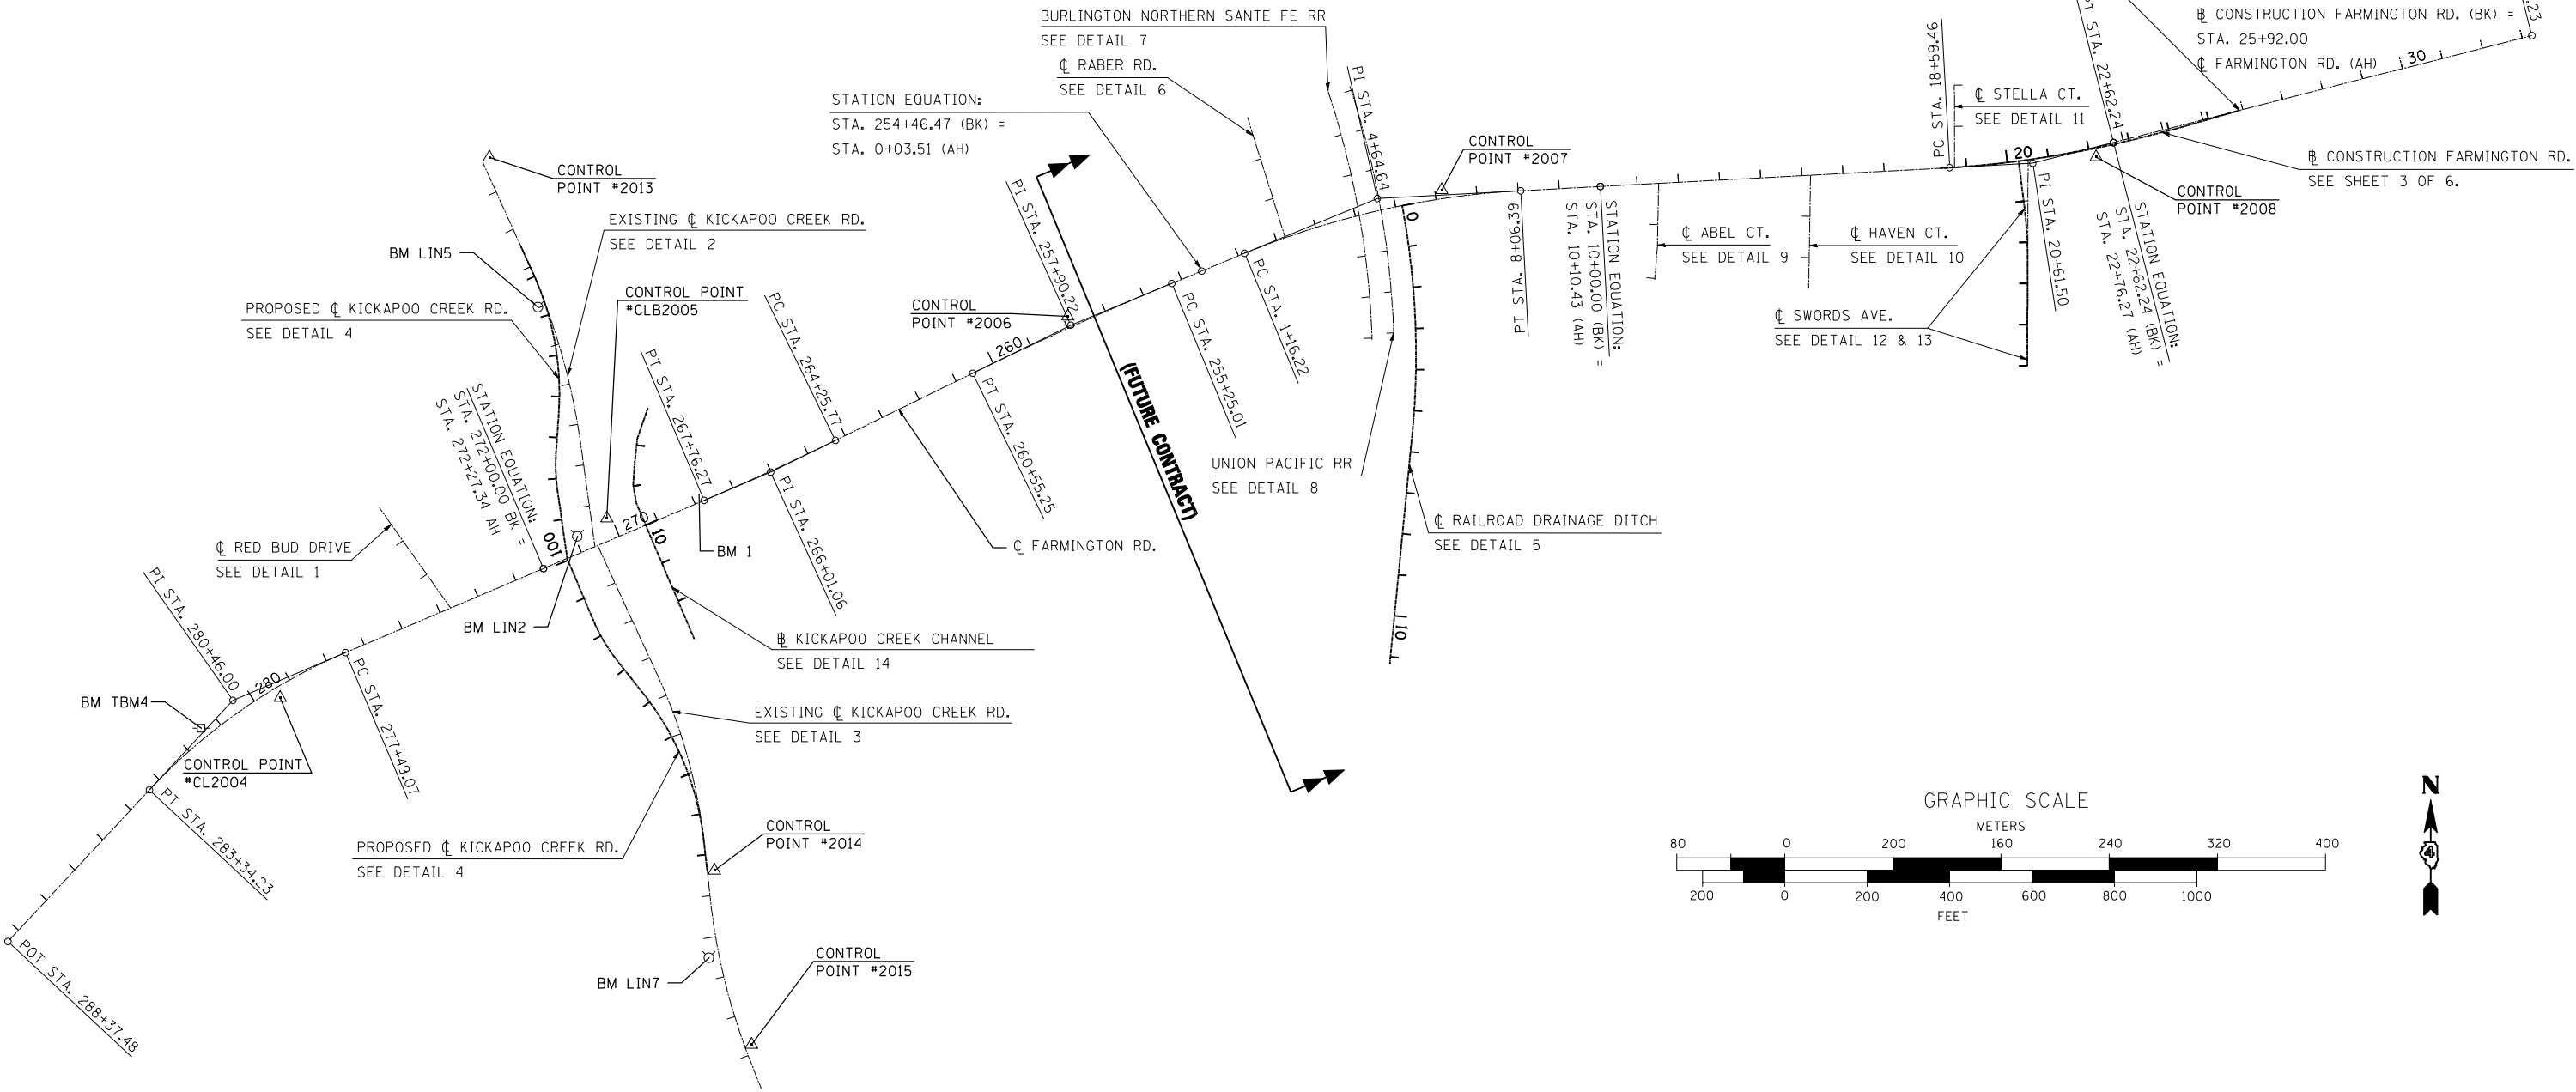 BURLINGTON NORTHERN SANTE FE RR
SEE DETAIL 7
℄ RABER RD.
SEE DETAIL 6
STATION EQUATION:
STA. 254+46.47 (BK) =
STA. 0+03.51 (AH)
PI STA. 4+64.64
CONTROL
POINT #2007
PC STA. 18+59.46
℄ STELLA CT.
SEE DETAIL 11
PT STA. 22+62.24
℄ CONSTRUCTION FARMINGTON RD. (BK) =
STA. 25+92.00
℄ FARMINGTON RD. (AH)
.23
30
20
B CONSTRUCTION FARMINGTON RD.
SEE SHEET 3 OF 6.
CONTROL
POINT #2008
PI STA. 20+61.50
STATION EQUATION:
STA. 22+62.24 (BK) =
STA. 22+76.27 (AH)
CONTROL
POINT #2013
EXISTING ℄ KICKAPOO CREEK RD.
SEE DETAIL 2
BM LIN5
PROPOSED ℄ KICKAPOO CREEK RD.
SEE DETAIL 4
CONTROL POINT
#CLB2005
PC STA. 264+25.77
PT STA. 267+76.27
PI STA. 257+90.22
CONTROL
POINT #2006
260
PC STA. 255+25.01
PC STA. 1+16.22
0
PT STA. 8+06.39
STATION EQUATION:
STA. 10+00.00 (BK) =
STA. 10+10.43 (AH)
℄ ABEL CT.
SEE DETAIL 9
℄ HAVEN CT.
SEE DETAIL 10
℄ SWORDS AVE.
SEE DETAIL 12 & 13
(FUTURE CONTRACT)
PT STA. 260+55.25
UNION PACIFIC RR
SEE DETAIL 8
℄ RAILROAD DRAINAGE DITCH
SEE DETAIL 5
10
STATION EQUATION:
STA. 272+00.00 BK =
STA. 272+27.34 AH
100
270
10
BM 1
PI STA. 266+01.06
℄ FARMINGTON RD.
℄ RED BUD DRIVE
SEE DETAIL 1
PI STA. 280+46.00
BM LIN2
B KICKAPOO CREEK CHANNEL
SEE DETAIL 14
280
BM TBM4
PC STA. 277+49.07
EXISTING ℄ KICKAPOO CREEK RD.
SEE DETAIL 3
CONTROL POINT
#CL2004
PT STA. 283+34.23
PROPOSED ℄ KICKAPOO CREEK RD.
SEE DETAIL 4
CONTROL
POINT #2014
POT STA. 288+37.48
BM LIN7
CONTROL
POINT #2015
GRAPHIC SCALE
METERS
80 0 200 160 240 320 400
200 0 200 400 600 800 1000
FEET
N
4